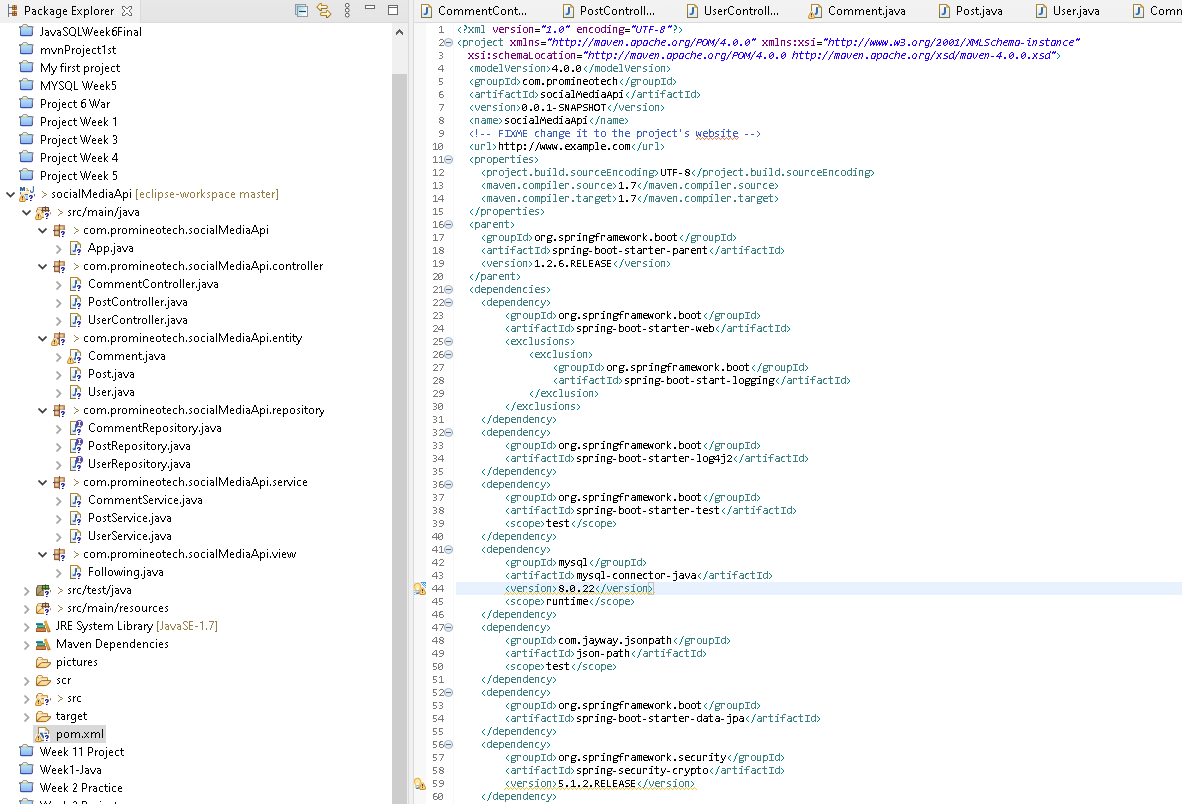 Package Explorer
JavaSQLWeek6Final
mvnProject1st
My first project
MYSQL Week5
Project 6 War
Project Week 1
Project Week 3
Project Week 4
Project Week 5
> socialMediaApi [eclipse-workspace master]
> src/main/java
> com.promineotech.socialMediaApi
App.java
> com.promineotech.socialMediaApi.controller
CommentController.java
PostController.java
UserController.java
> com.promineotech.socialMediaApi.entity
Comment.java
Post.java
User.java
> com.promineotech.socialMediaApi.repository
CommentRepository.java
PostRepository.java
UserRepository.java
> com.promineotech.socialMediaApi.service
CommentService.java
PostService.java
UserService.java
> com.promineotech.socialMediaApi.view
Following.java
> src/test/java
> src/main/resources
JRE System Library [JavaSE-1.7]
Maven Dependencies
pictures
scr
> src
target
pom.xml
Week 11 Project
Week1-Java
Week 2 Practice
CommentCont...
PostControll...
UserControll...
Comment.java
Post.java
User.java
Comm
1 <?xml version="1.0" encoding="UTF-8"?>
2 <project xmlns="http://maven.apache.org/POM/4.0.0" xmlns:xsi="http://www.w3.org/2001/XMLSchema-instance"
3 xsi:schemaLocation="http://maven.apache.org/POM/4.0.0 http://maven.apache.org/xsd/maven-4.0.0.xsd">
4 <modelVersion>4.0.0</modelVersion>
5 <groupId>com.promineotech</groupId>
6 <artifactId>socialMediaApi</artifactId>
7 <version>0.0.1-SNAPSHOT</version>
8 <name>socialMediaApi</name>
9 <!-- FIXME change it to the project's website -->
10 <url>http://www.example.com</url>
11 <properties>
12 <project.build.sourceEncoding>UTF-8</project.build.sourceEncoding>
13 <maven.compiler.source>1.7</maven.compiler.source>
14 <maven.compiler.target>1.7</maven.compiler.target>
15 </properties>
16 <parent>
17 <groupId>org.springframework.boot</groupId>
18 <artifactId>spring-boot-starter-parent</artifactId>
19 <version>1.2.6.RELEASE</version>
20 </parent>
21 <dependencies>
22 <dependency>
23 <groupId>org.springframework.boot</groupId>
24 <artifactId>spring-boot-starter-web</artifactId>
25 <exclusions>
26 <exclusion>
27 <groupId>org.springframework.boot</groupId>
28 <artifactId>spring-boot-start-logging</artifactId>
29 </exclusion>
30 </exclusions>
31 </dependency>
32 <dependency>
33 <groupId>org.springframework.boot</groupId>
34 <artifactId>spring-boot-starter-log4j2</artifactId>
35 </dependency>
36 <dependency>
37 <groupId>org.springframework.boot</groupId>
38 <artifactId>spring-boot-starter-test</artifactId>
39 <scope>test</scope>
40 </dependency>
41 <dependency>
42 <groupId>mysql</groupId>
43 <artifactId>mysql-connector-java</artifactId>
44 <version>8.0.22</version>
45 <scope>runtime</scope>
46 </dependency>
47 <dependency>
48 <groupId>com.jayway.jsonpath</groupId>
49 <artifactId>json-path</artifactId>
50 <scope>test</scope>
51 </dependency>
52 <dependency>
53 <groupId>org.springframework.boot</groupId>
54 <artifactId>spring-boot-starter-data-jpa</artifactId>
55 </dependency>
56 <dependency>
57 <groupId>org.springframework.security</groupId>
58 <artifactId>spring-security-crypto</artifactId>
59 <version>5.1.2.RELEASE</version>
60 </dependency>